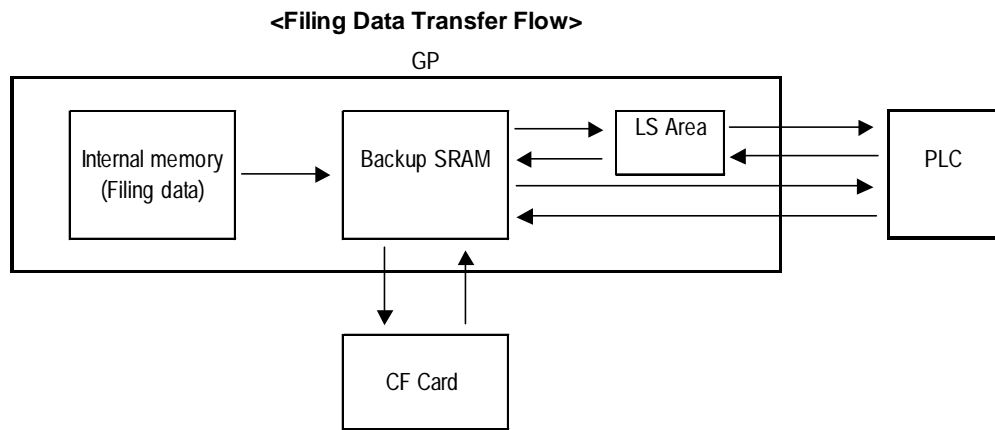 <Filing Data Transfer Flow>
GP
Internal memory
(Filing data)
Backup SRAM
LS Area
PLC
CF Card